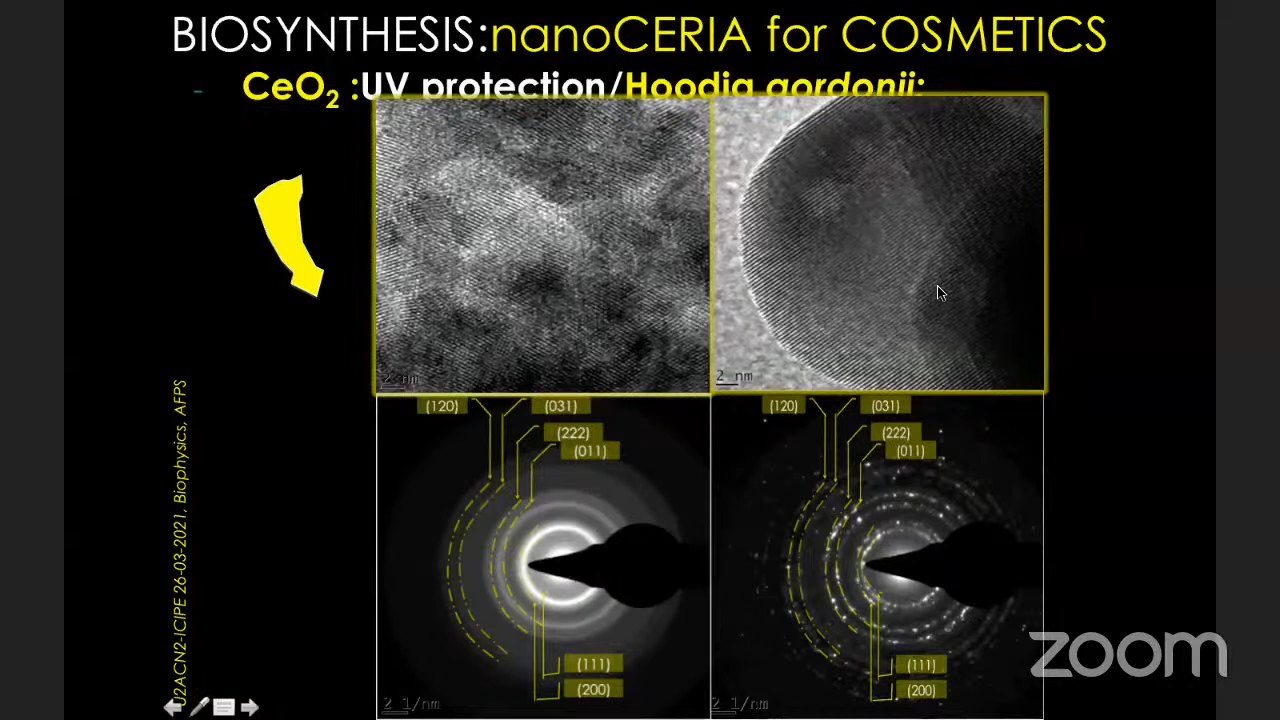 BIOSYNTHESIS:nanoCERIA for COSMETICS
- CeO2 :UV protection/Hoodia gordonii:
2 nm
2 nm
(120) (031)
(222)
(011)
(120) (031)
(222)
(011)
(111)
(200)
2 1/nm
(111)
(200)
2 1/nm
U2ACN2-ICIPE 26-03-2021, Biophysics, AFPS
zoom